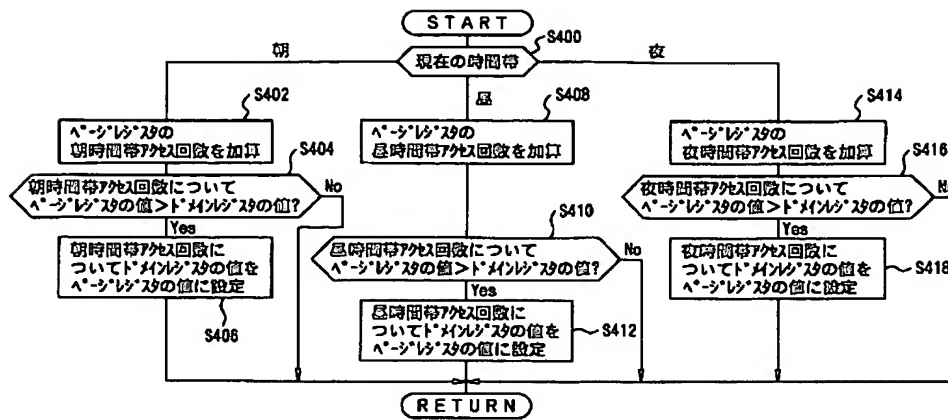 START
S400
現在の時間帯
朝
昼
夜
S402
ページレジスタの
朝時間帯アクセス回数を加算
S404
朝時間帯アクセス回数について
ページレジスタの値>ドメインレジスタの値?
No
Yes
朝時間帯アクセス回数に
ついてドメインレジスタの値を
ページレジスタの値に設定
S406
S408
ページレジスタの
昼時間帯アクセス回数を加算
S410
昼時間帯アクセス回数について
ページレジスタの値>ドメインレジスタの値?
No
Yes
昼時間帯アクセス回数に
ついてドメインレジスタの値を
ページレジスタの値に設定
S412
S414
ページレジスタの
夜時間帯アクセス回数を加算
S416
夜時間帯アクセス回数について
ページレジスタの値>ドメインレジスタの値?
Yes
夜時間帯アクセス回数に
ついてドメインレジスタの値を
ページレジスタの値に設定
S418
RETURN